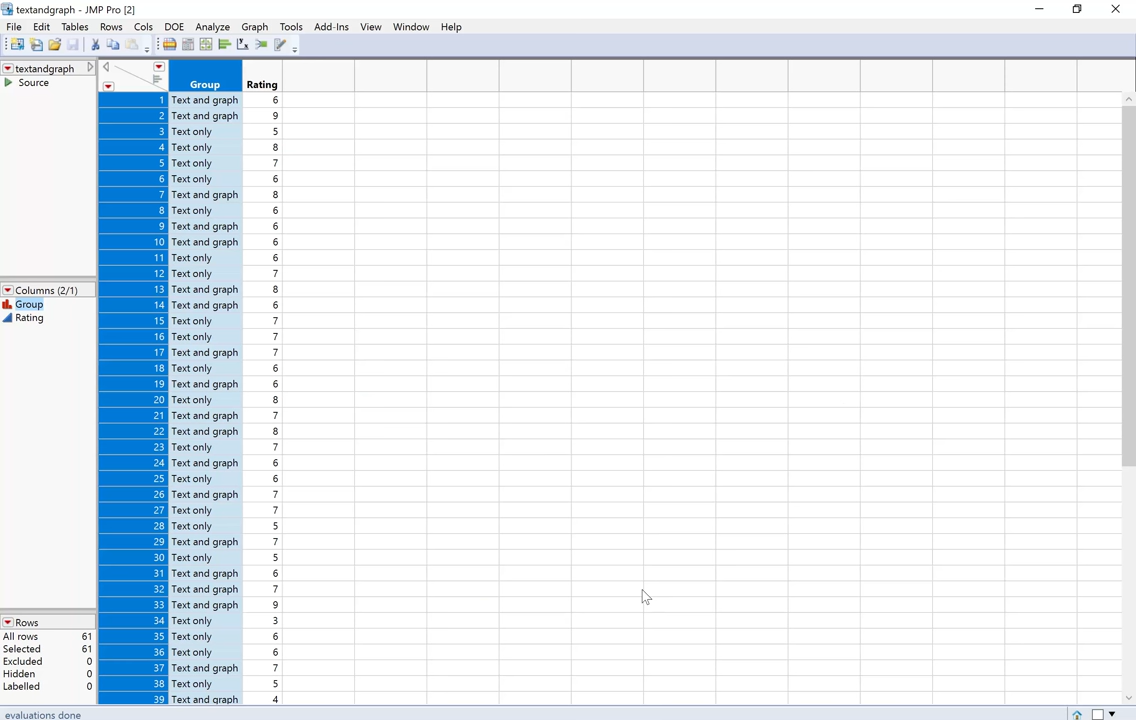 textandgraph - JMP Pro [2]
File Edit Tables Rows Cols DOE Analyze Graph Tools Add-Ins View Window Help
textandgraph
Source
Columns (2/1)
Group
Rating
Rows
All rows 61
Selected 61
Excluded 0
Hidden 0
Labelled 0
Group Rating
1 Text and graph 6
2 Text and graph 9
3 Text only 5
4 Text only 8
5 Text only 7
6 Text only 6
7 Text and graph 8
8 Text only 6
9 Text and graph 6
10 Text and graph 6
11 Text only 6
12 Text only 7
13 Text and graph 8
14 Text and graph 6
15 Text only 7
16 Text only 7
17 Text and graph 7
18 Text only 6
19 Text and graph 6
20 Text only 8
21 Text and graph 7
22 Text and graph 8
23 Text only 7
24 Text and graph 6
25 Text only 6
26 Text and graph 7
27 Text only 7
28 Text only 5
29 Text and graph 7
30 Text only 5
31 Text and graph 6
32 Text and graph 7
33 Text and graph 9
34 Text only 3
35 Text only 6
36 Text only 6
37 Text and graph 7
38 Text only 5
39 Text and graph 4
evaluations done